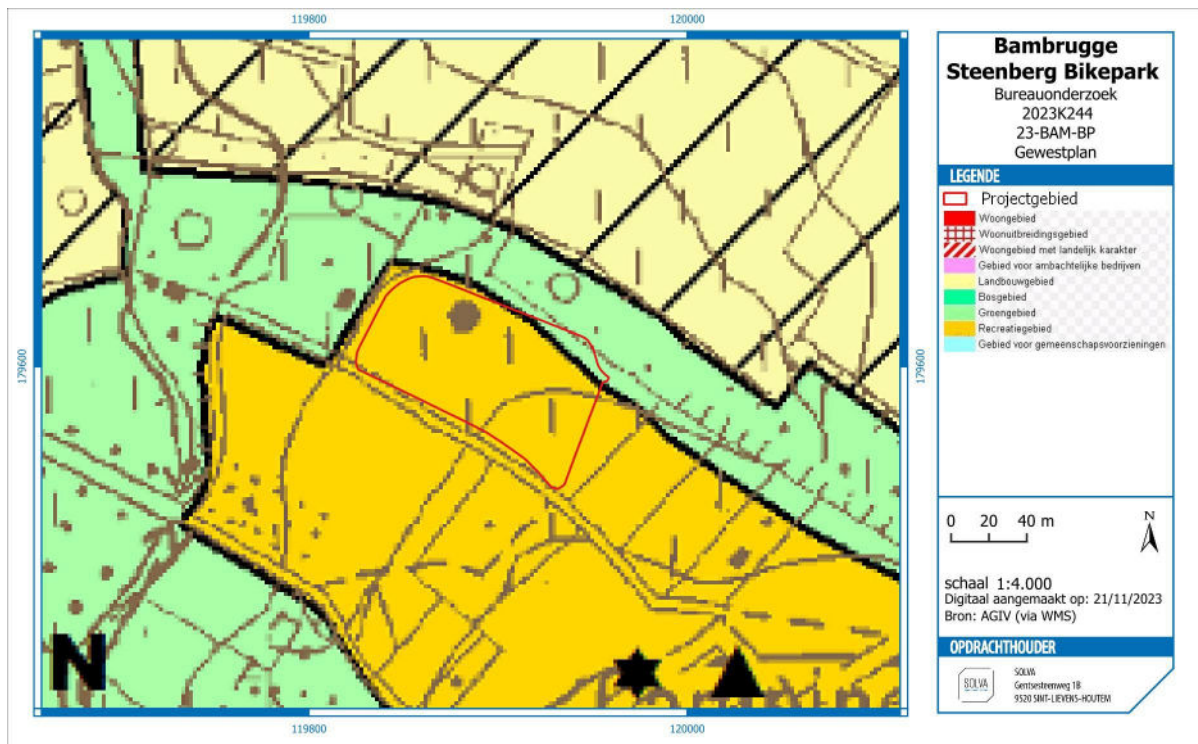 119800
120000
179600
179600
N
119800
120000
Bambrugge
Steenberg Bikepark
Bureauonderzoek
2023K244
23-BAM-BP
Gewestplan
LEGENDE
Projectgebied
Woongebied
Woonuitbreidingsgebied
Woongebied met landelijk karakter
Gebied voor ambachtelijke bedrijven
Landbouwgebied
Bosgebied
Groengebied
Recreatiegebied
Gebied voor gemeenschapsvoorzieningen
0 20 40 m
N
schaal 1:4.000
Digitaal aangemaakt op: 21/11/2023
Bron: AGIV (via WMS)
OPDRACHTHOUDER
SOLVA
SOLVA
Gentsesteenweg 1B
9520 SINT-LIEVENS-HOUTEM